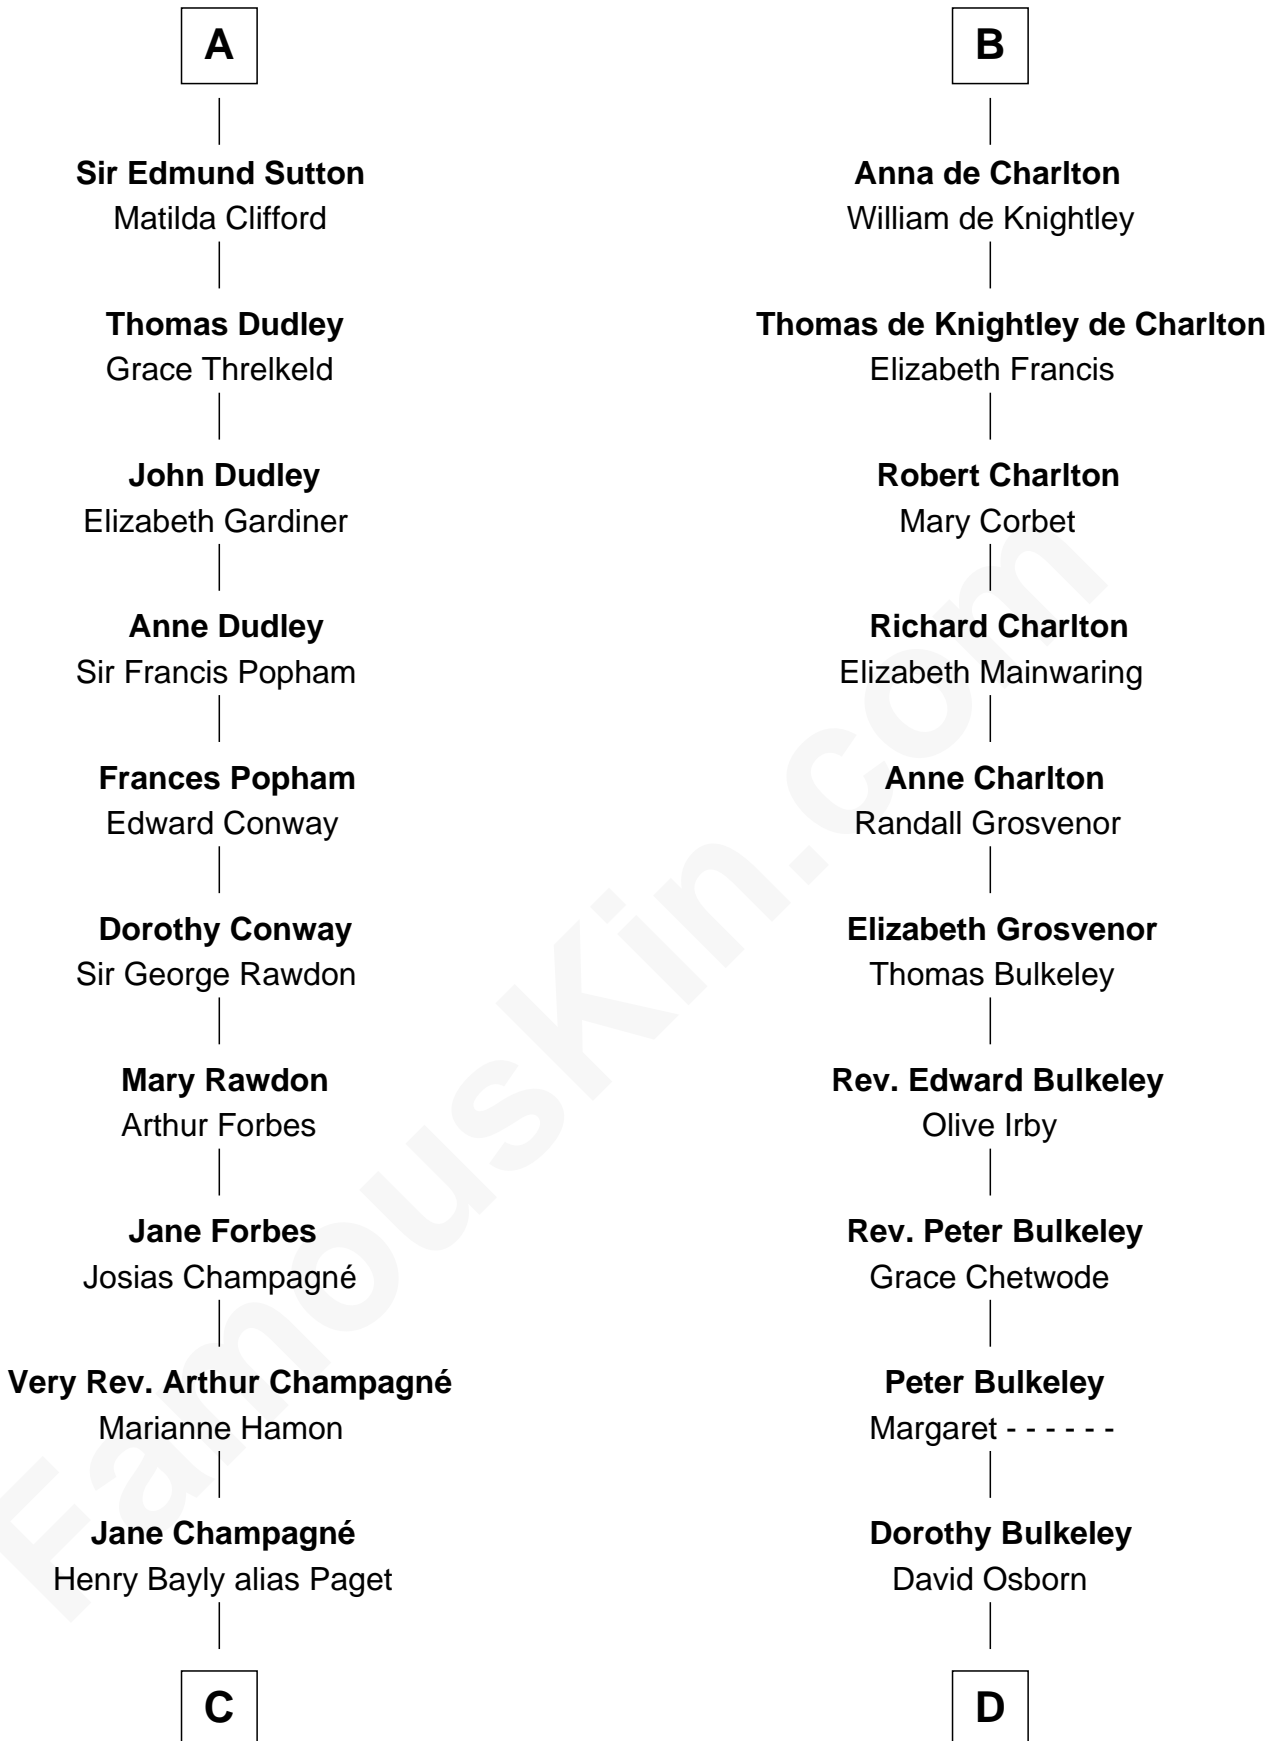 A
Sir Edmund Sutton
Matilda Clifford
Thomas Dudley
Grace Threlkeld
John Dudley
Elizabeth Gardiner
Anne Dudley
Sir Francis Popham
Frances Popham
Edward Conway
Dorothy Conway
Sir George Rawdon
Mary Rawdon
Arthur Forbes
Jane Forbes
Josias Champagné
Very Rev. Arthur Champagné
Marianne Hamon
Jane Champagné
Henry Bayly alias Paget
C
B
Anna de Charlton
William de Knightley
Thomas de Knightley de Charlton
Elizabeth Francis
Robert Charlton
Mary Corbet
Richard Charlton
Elizabeth Mainwaring
Anne Charlton
Randall Grosvenor
Elizabeth Grosvenor
Thomas Bulkeley
Rev. Edward Bulkeley
Olive Irby
Rev. Peter Bulkeley
Grace Chetwode
Peter Bulkeley
Margaret - - - - - -
Dorothy Bulkeley
David Osborn
D
FamousKin.com